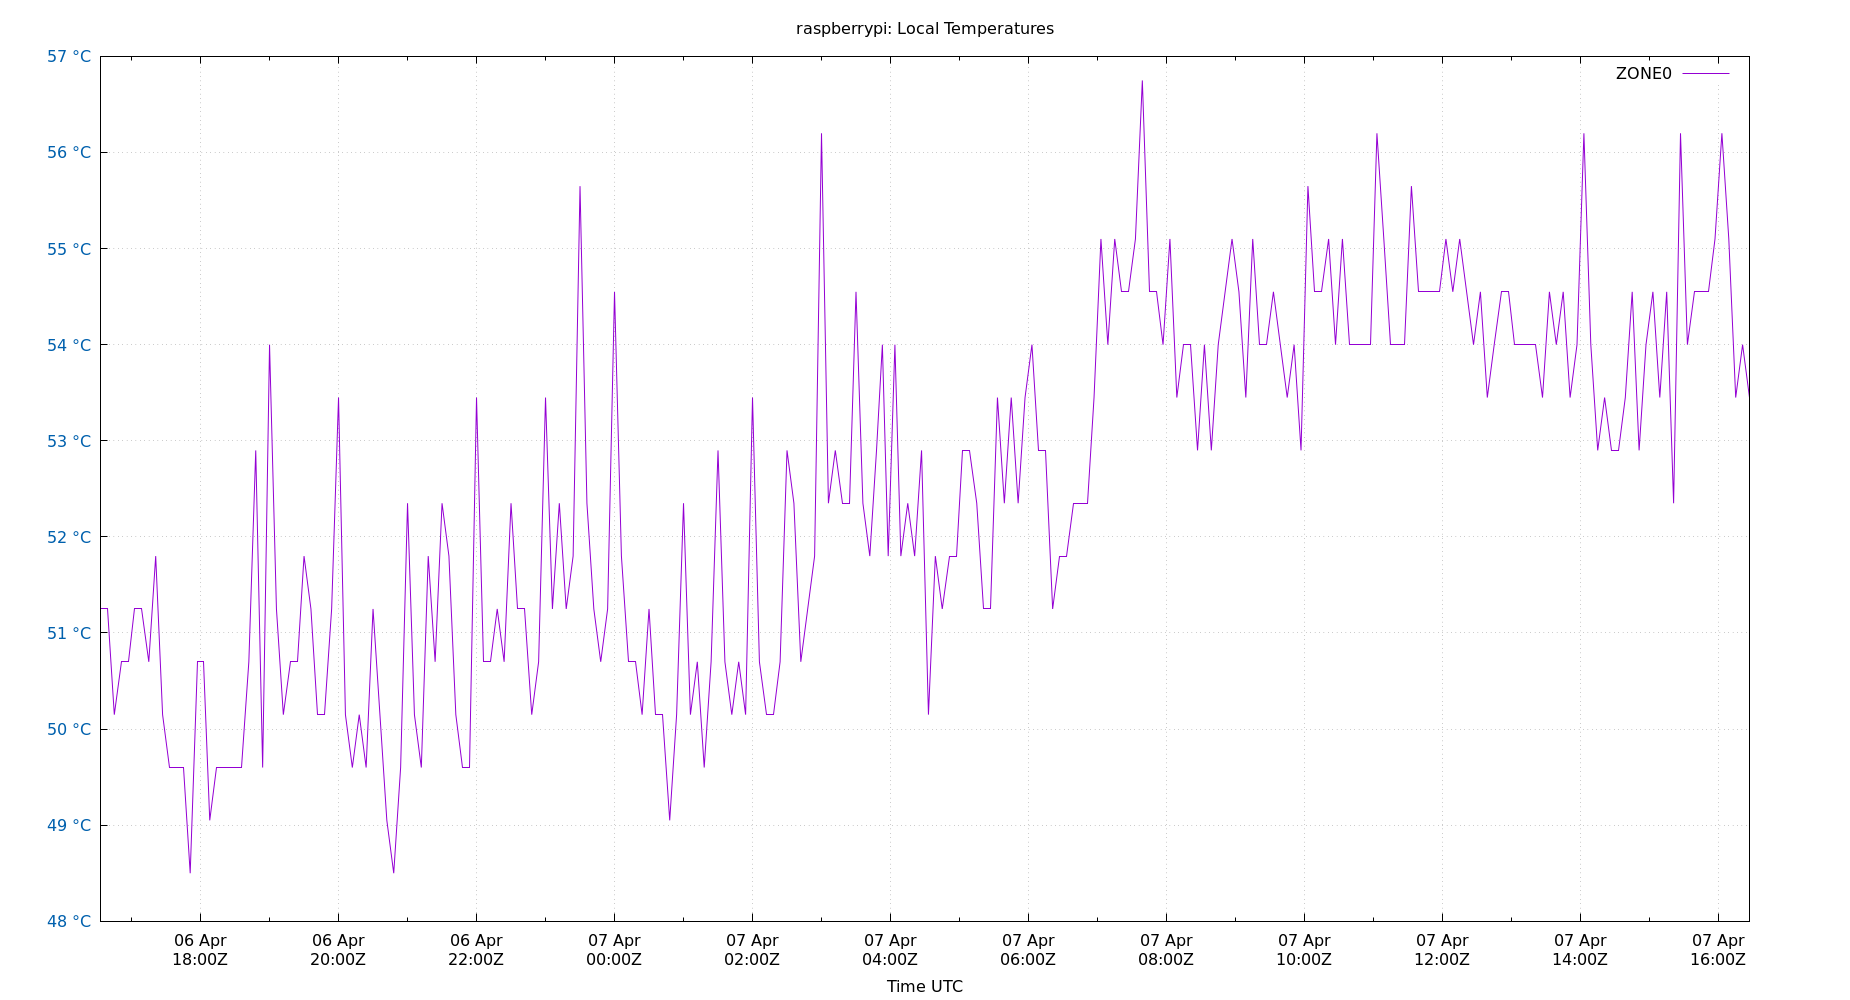 raspberrypi: Local Temperatures
57 °C
ZONE0
56 °C
55 °C
54 °C
53 °C
52 °C
51 °C
50 °C
49 °C
48 °C
06 Apr 06 Apr 06 Apr 07 Apr 07 Apr 07 Apr 07 Apr 07 Apr 07 Apr 07 Apr 07 Apr 07 Apr
18:00Z 20:00Z 22:00Z 00:00Z 02:00Z 04:00Z 06:00Z 08:00Z 10:00Z 12:00Z 14:00Z 16:00Z
Time UTC